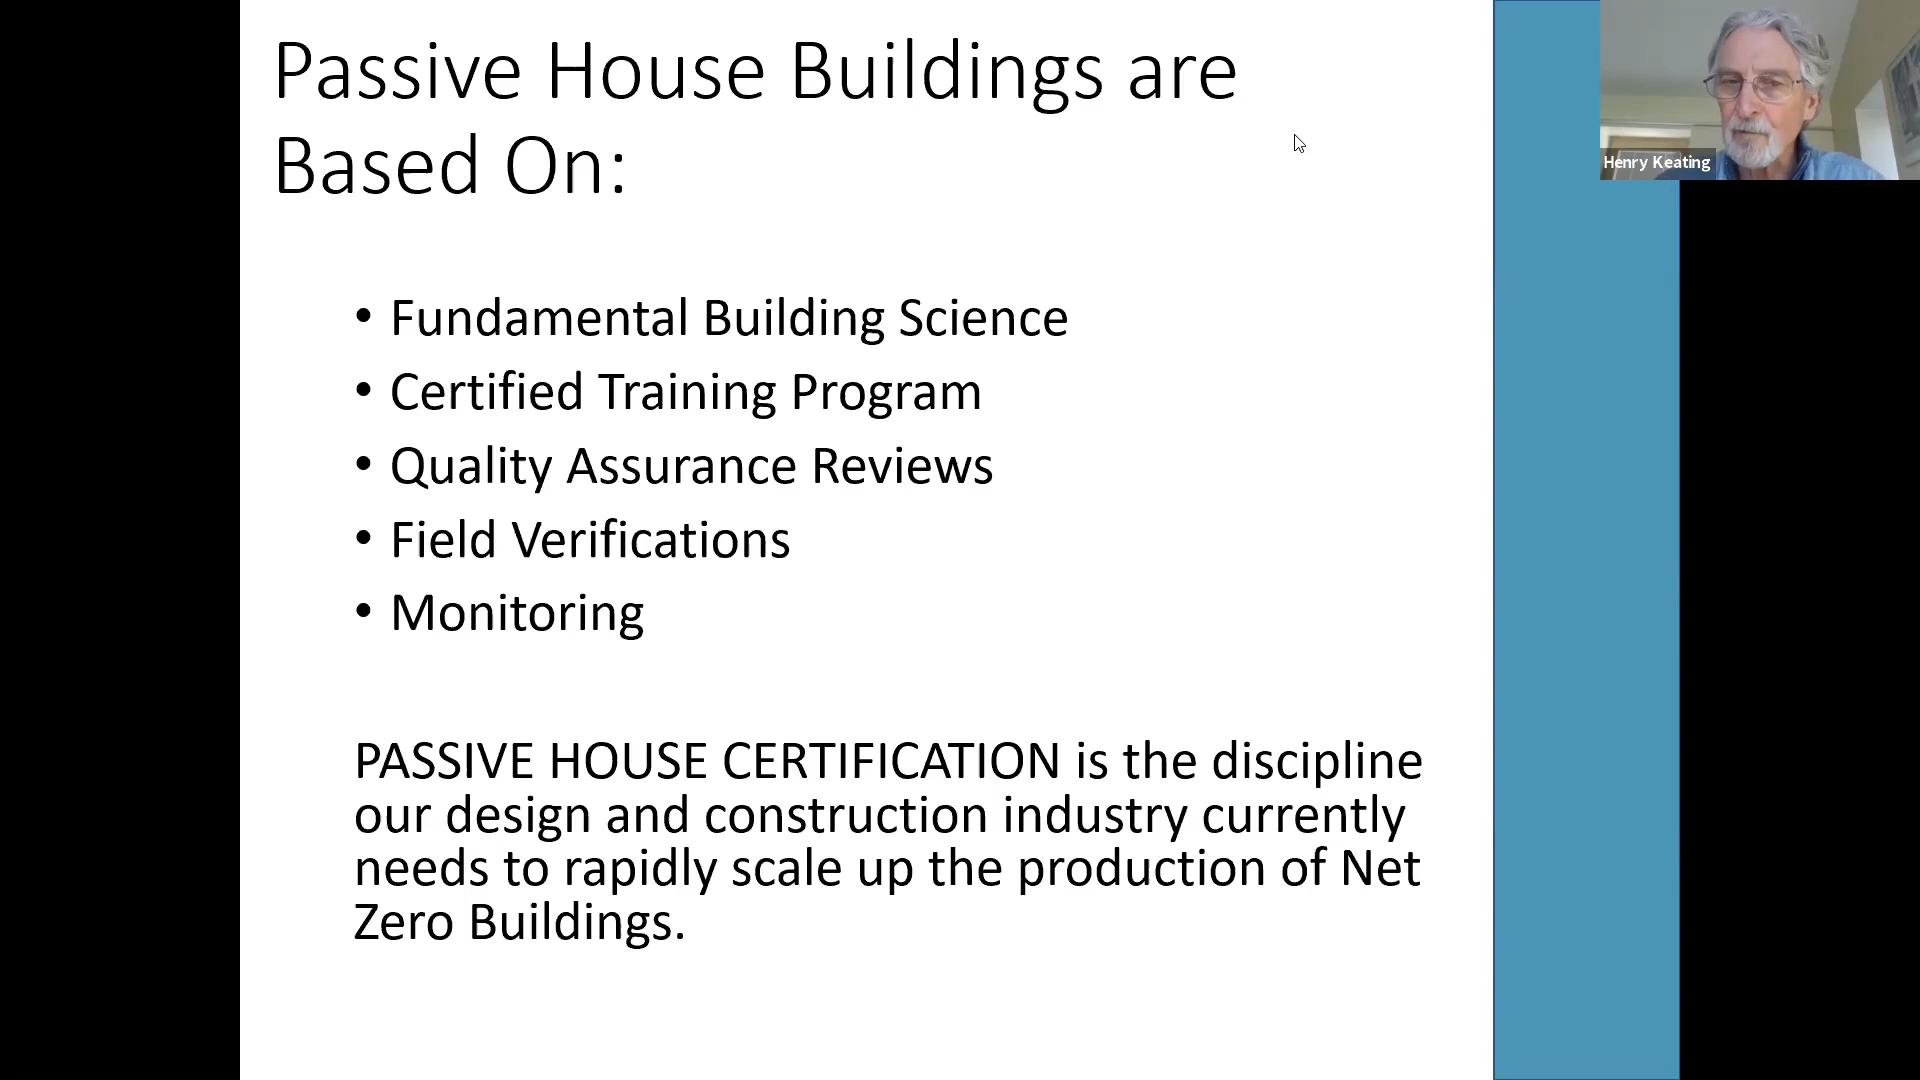 Passive House Buildings are
Based On:
Henry Keating
• Fundamental Building Science
• Certified Training Program
• Quality Assurance Reviews
• Field Verifications
• Monitoring
PASSIVE HOUSE CERTIFICATION is the discipline
our design and construction industry currently
needs to rapidly scale up the production of Net
Zero Buildings.